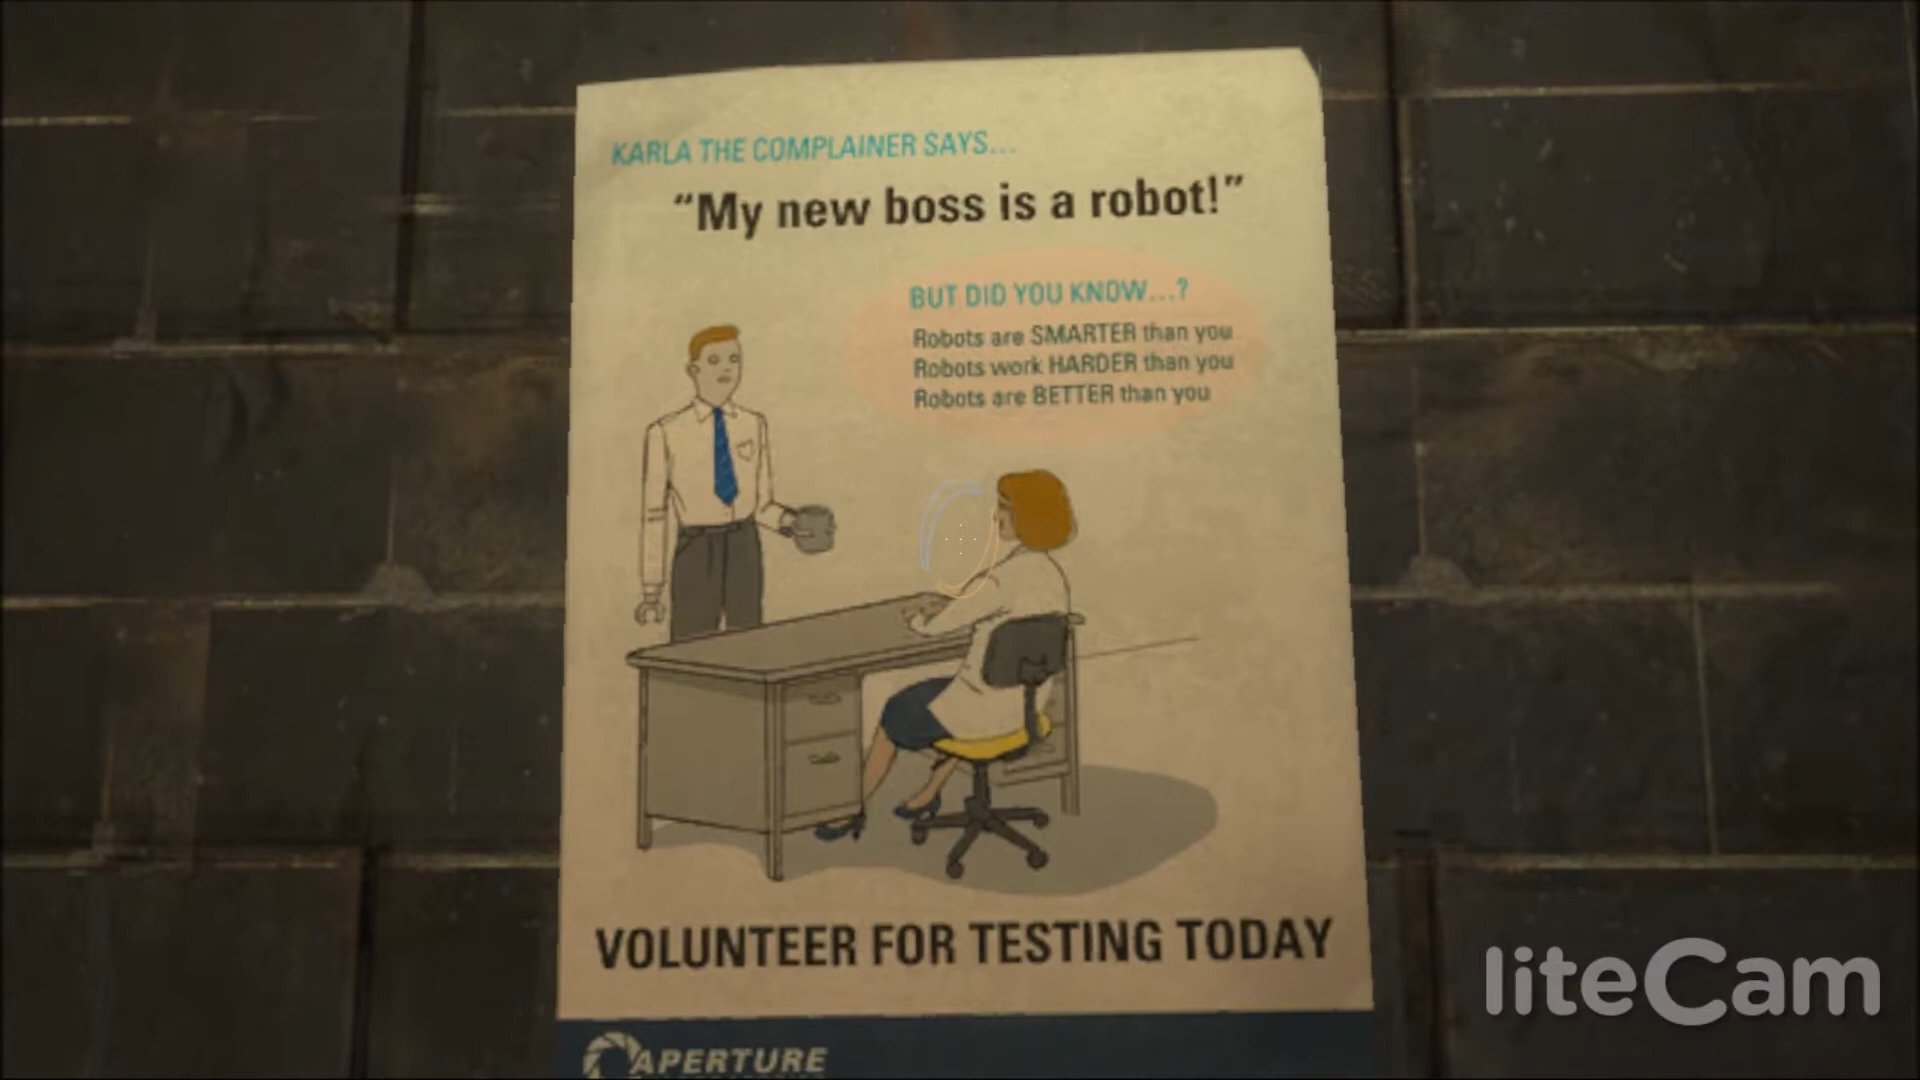 KARLA THE COMPLAINER SAYS...
"My new boss is a robot!"
BUT DID YOU KNOW...?
Robots are SMARTER than you
Robots work HARDER than you
Robots are BETTER than you
VOLUNTEER FOR TESTING TODAY
APERTURE
liteCam